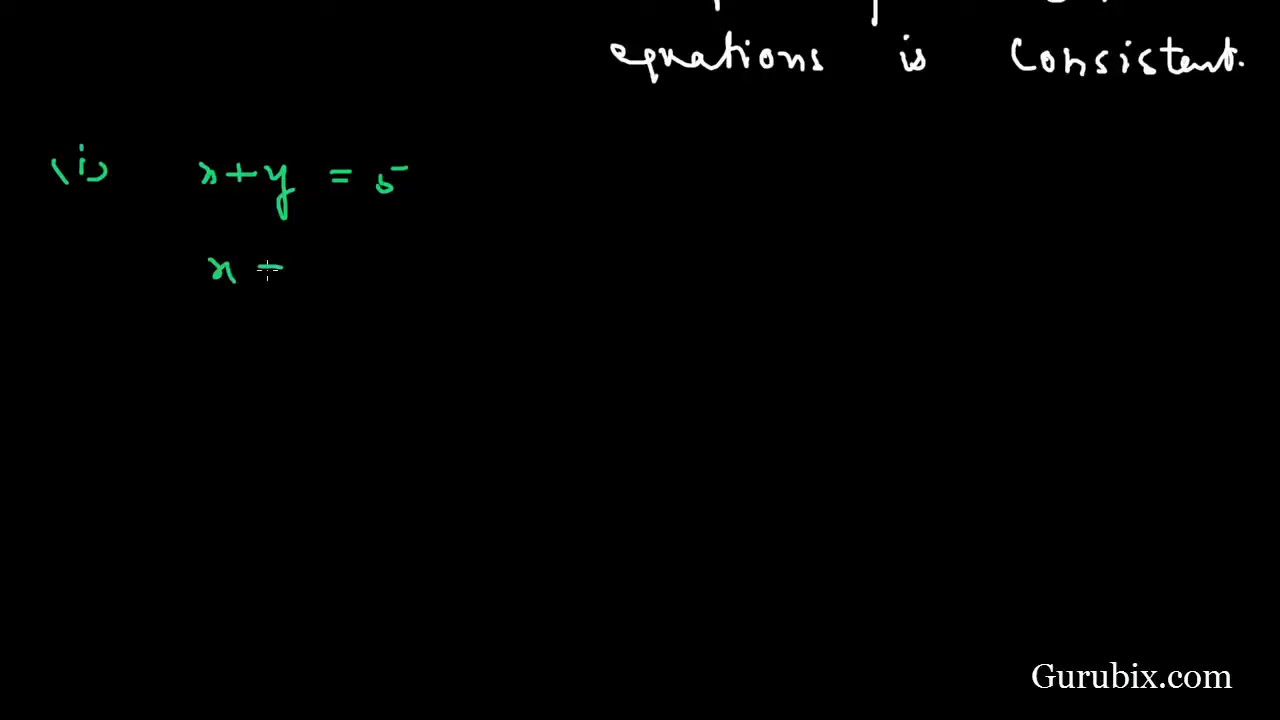 equations is consistent.
(i) x+y = 5
x -
Gurubix.com